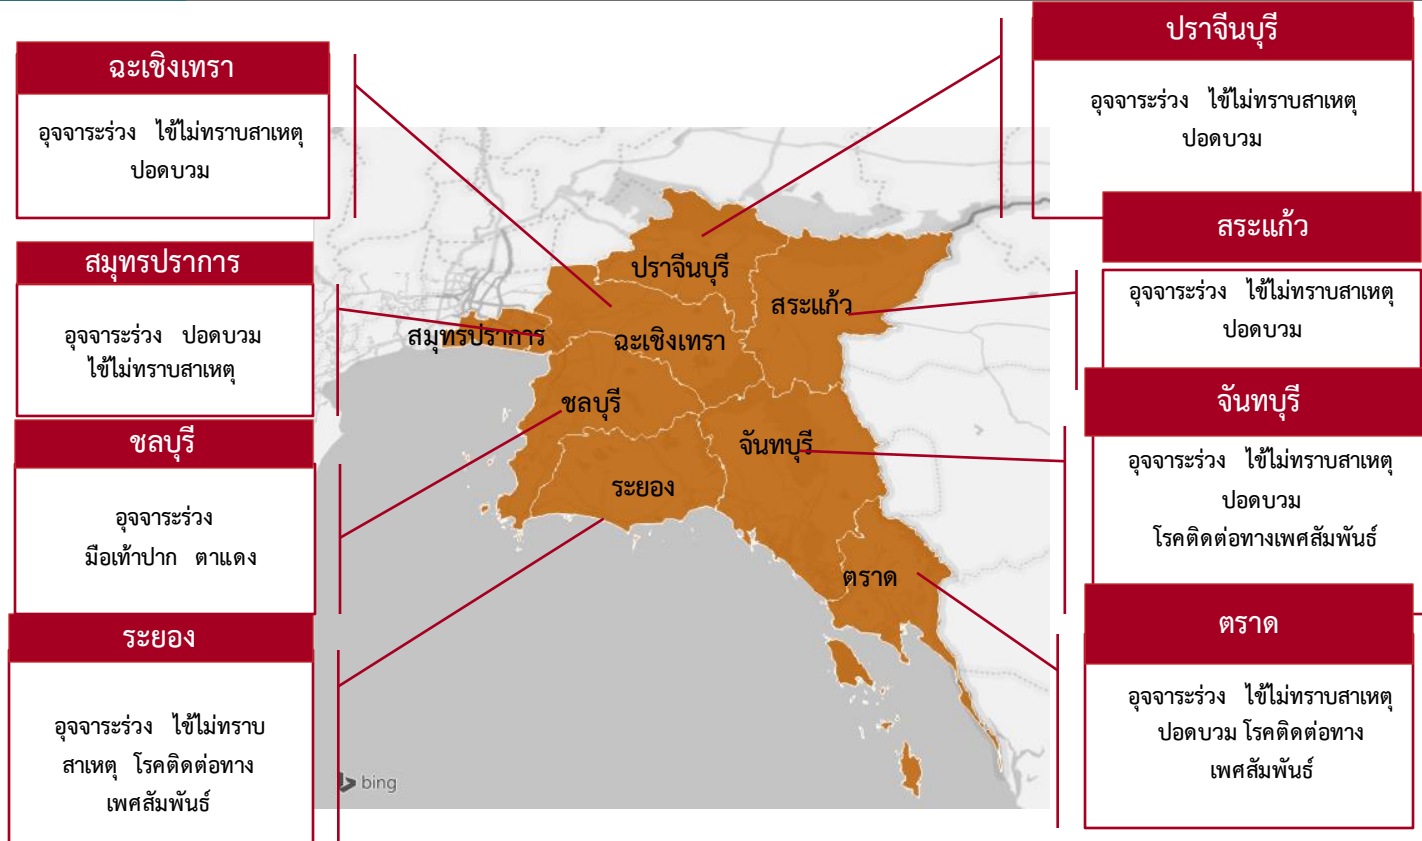 ฉะเชิงเทรา
อุจจาระร่วง ไข้ไม่ทราบสาเหตุ
ปอดบวม
สมุทรปราการ
อุจจาระร่วง ปอดบวม
ไข้ไม่ทราบสาเหตุ
ชลบุรี
อุจจาระร่วง
มือเท้าปาก ตาแดง
ระยอง
อุจจาระร่วง ไข้ไม่ทราบ
สาเหตุ โรคติดต่อทาง
เพศสัมพันธ์
ปราจีนบุรี
สระแก้ว
สมุทรปราการ
ฉะเชิงเทรา
ชลบุรี
จันทบุรี
ระยอง
ตราด
bing
ปราจีนบุรี
อุจจาระร่วง ไข้ไม่ทราบสาเหตุ
ปอดบวม
สระแก้ว
อุจจาระร่วง ไข้ไม่ทราบสาเหตุ
ปอดบวม
จันทบุรี
อุจจาระร่วง ไข้ไม่ทราบสาเหตุ
ปอดบวม
โรคติดต่อทางเพศสัมพันธ์
ตราด
อุจจาระร่วง ไข้ไม่ทราบสาเหตุ
ปอดบวม โรคติดต่อทาง
เพศสัมพันธ์